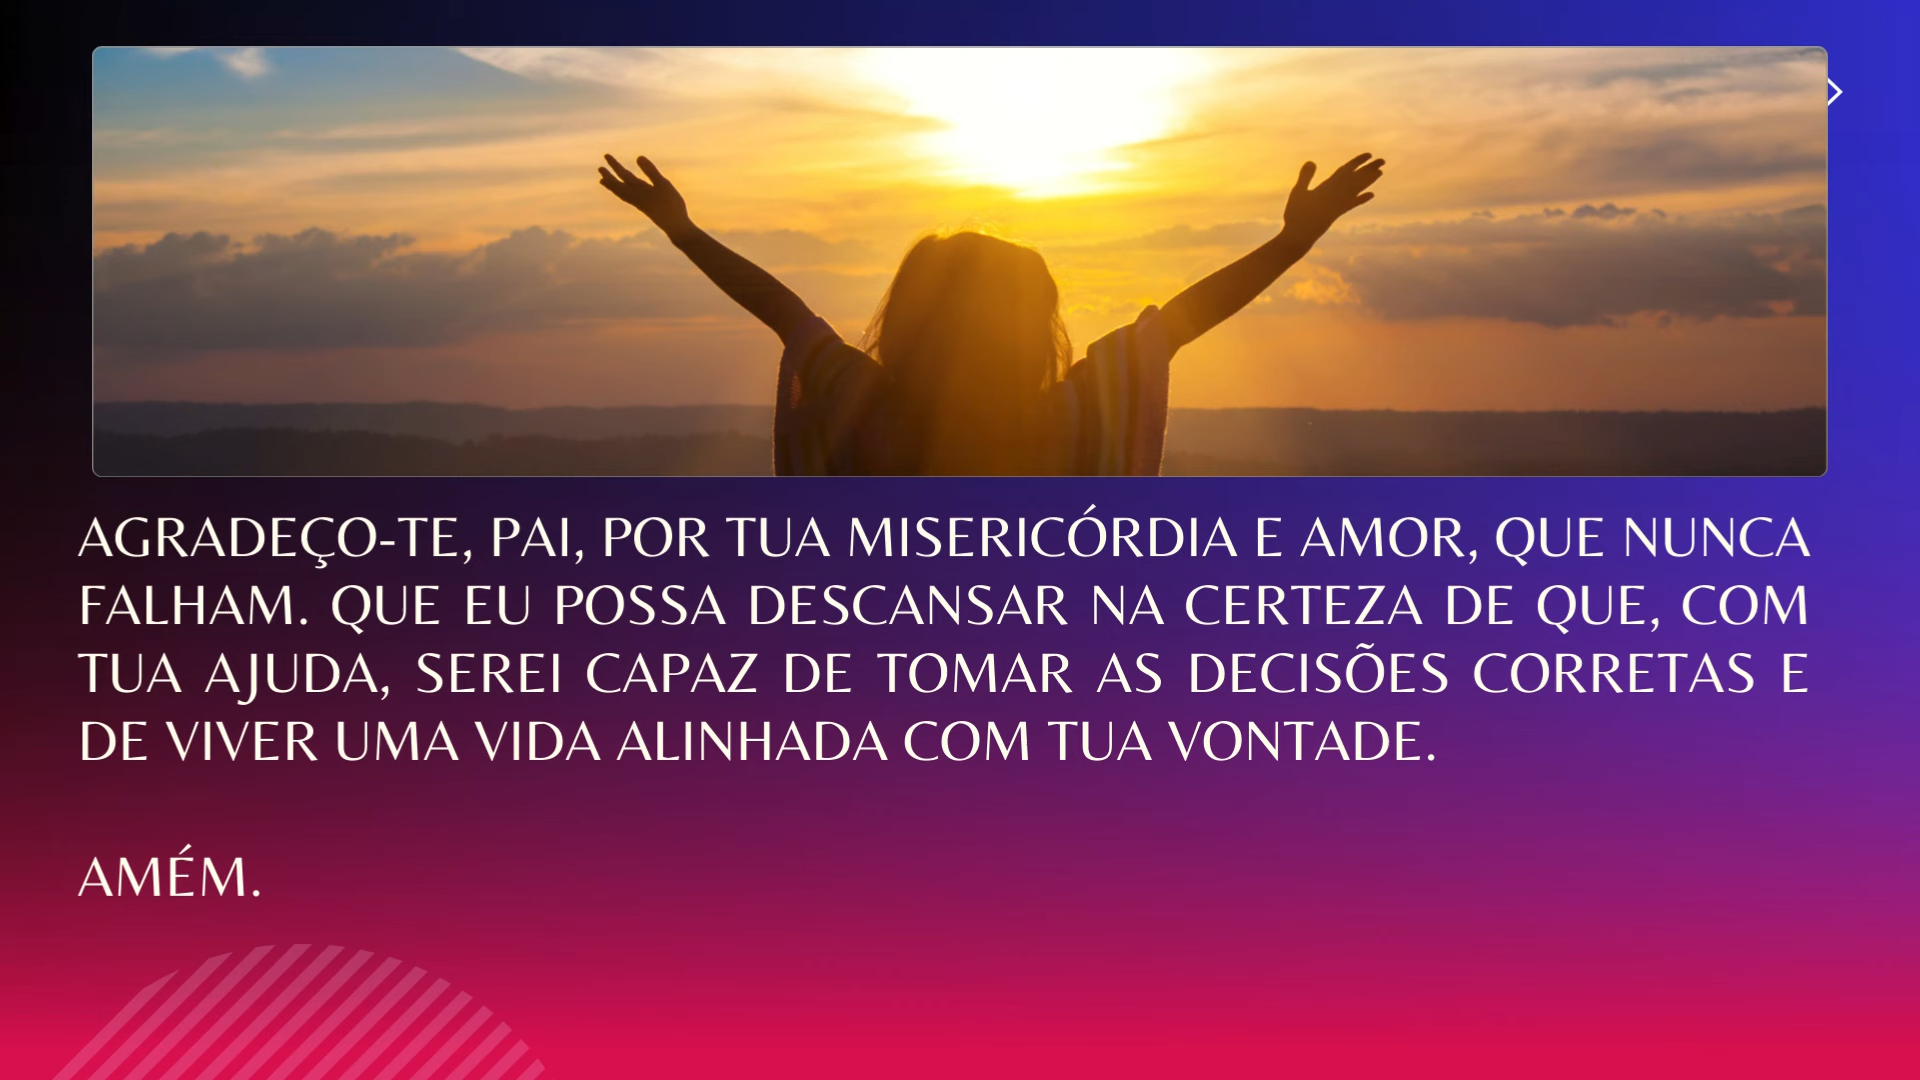 AGRADEÇO-TE, PAI, POR TUA MISERICÓRDIA E AMOR, QUE NUNCA
FALHAM. QUE EU POSSA DESCANSAR NA CERTEZA DE QUE, COM
TUA AJUDA, SEREI CAPAZ DE TOMAR AS DECISÕES CORRETAS E
DE VIVER UMA VIDA ALINHADA COM TUA VONTADE.
AMÉM.